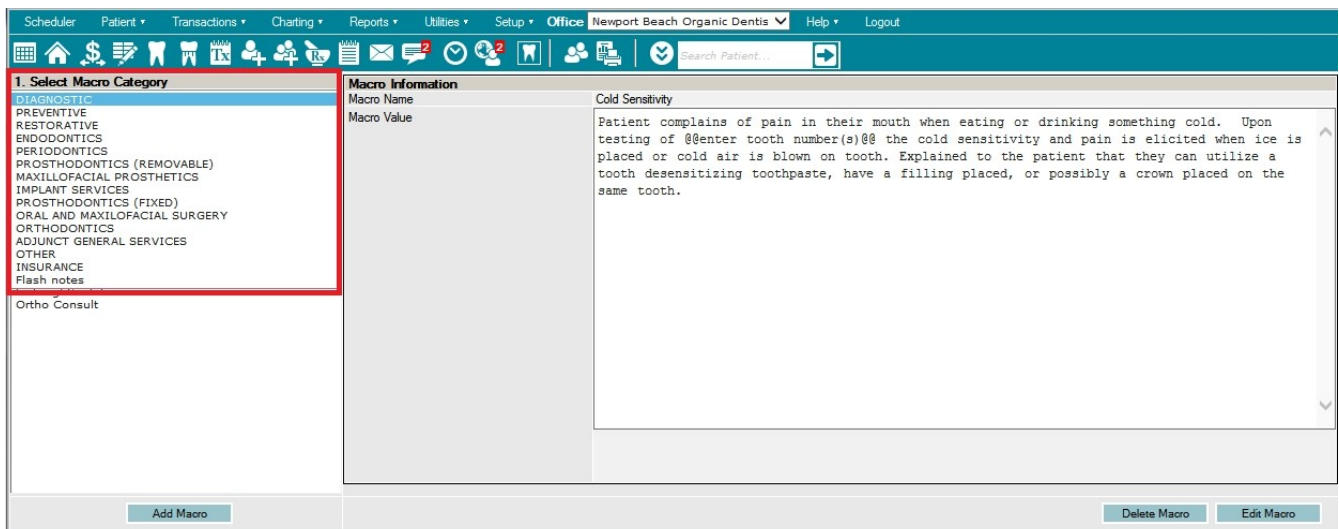 Scheduler Patient Transactions Charting Reports Utilities Setup Office Newport Beach Organic Dentis Help Logout
Tx Rx 2 2 Search Patient...
1. Select Macro Category
DIAGNOSTIC
PREVENTIVE
RESTORATIVE
ENDODONTICS
PERIODONTICS
PROSTHODONTICS (REMOVABLE)
MAXILLOFACIAL PROSTHETICS
IMPLANT SERVICES
PROSTHODONTICS (FIXED)
ORAL AND MAXILOFACIAL SURGERY
ORTHODONTICS
ADJUNCT GENERAL SERVICES
OTHER
INSURANCE
Flash notes
Ortho Consult
Add Macro
Macro Information
Macro Name Cold Sensitivity
Macro Value
Patient complains of pain in their mouth when eating or drinking something cold. Upon
testing of @@enter tooth number(s)@@ the cold sensitivity and pain is elicited when ice is
placed or cold air is blown on tooth. Explained to the patient that they can utilize a
tooth desensitizing toothpaste, have a filling placed, or possibly a crown placed on the
same tooth.
Delete Macro Edit Macro